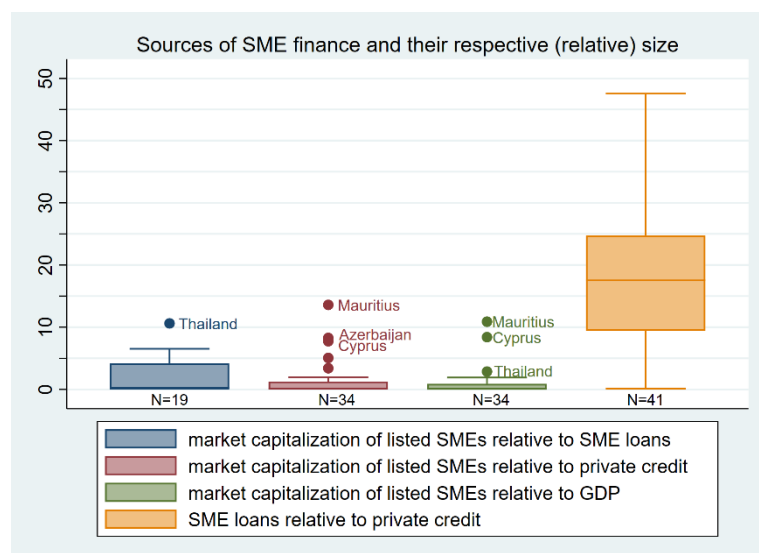 Sources of SME finance and their respective (relative) size
50
40
30
20
10
0
Thailand
Mauritius
Azerbaijan
Cyprus
Mauritius
Cyprus
Thailand
N=19 N=34 N=34 N=41
market capitalization of listed SMEs relative to SME loans
market capitalization of listed SMEs relative to private credit
market capitalization of listed SMEs relative to GDP
SME loans relative to private credit